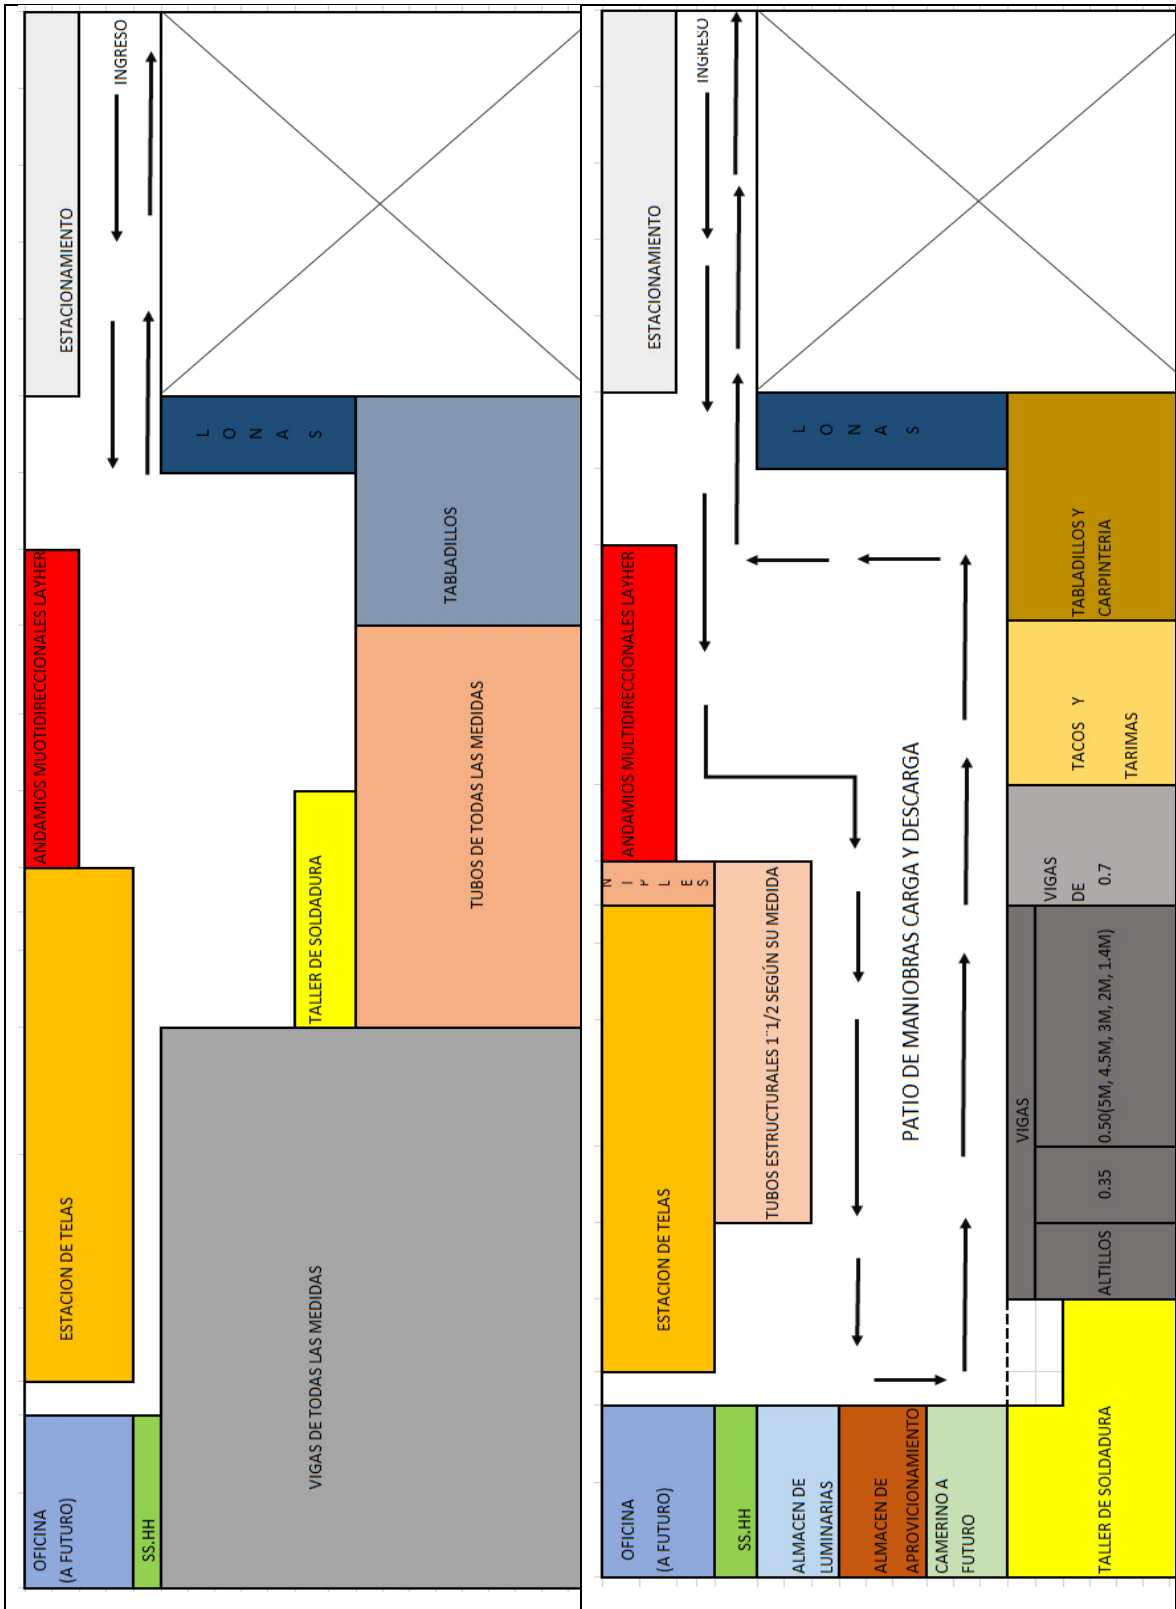 INGRESO
ESTACIONAMIENTO
L O N A S
ANDAMIOS MUOTIDIRECCIONALES LAYHER
TABLADILLOS
TUBOS DE TODAS LAS MEDIDAS
TALLER DE SOLDADURA
ESTACION DE TELAS
VIGAS DE TODAS LAS MEDIDAS
OFICINA
(A FUTURO)
SS.HH
INGRESO
ESTACIONAMIENTO
L O N A S
ANDAMIOS MULTIDIRECCIONALES LAYHER
TABLADILLOS Y
CARPINTERIA
TACOS Y
TARIMAS
N I P L E S
PATIO DE MANIOBRAS CARGA Y DESCARGA
VIGAS
DE
0.7
TUBOS ESTRUCTURALES 1¨1/2 SEGÚN SU MEDIDA
ESTACION DE TELAS
VIGAS
0.50(5M, 4.5M, 3M, 2M, 1.4M)
0.35
ALTILLOS
OFICINA
(A FUTURO)
SS.HH
ALMACEN DE
LUMINARIAS
ALMACEN DE
APROVICIONAMIENTO
CAMERINO A
FUTURO
TALLER DE SOLDADURA